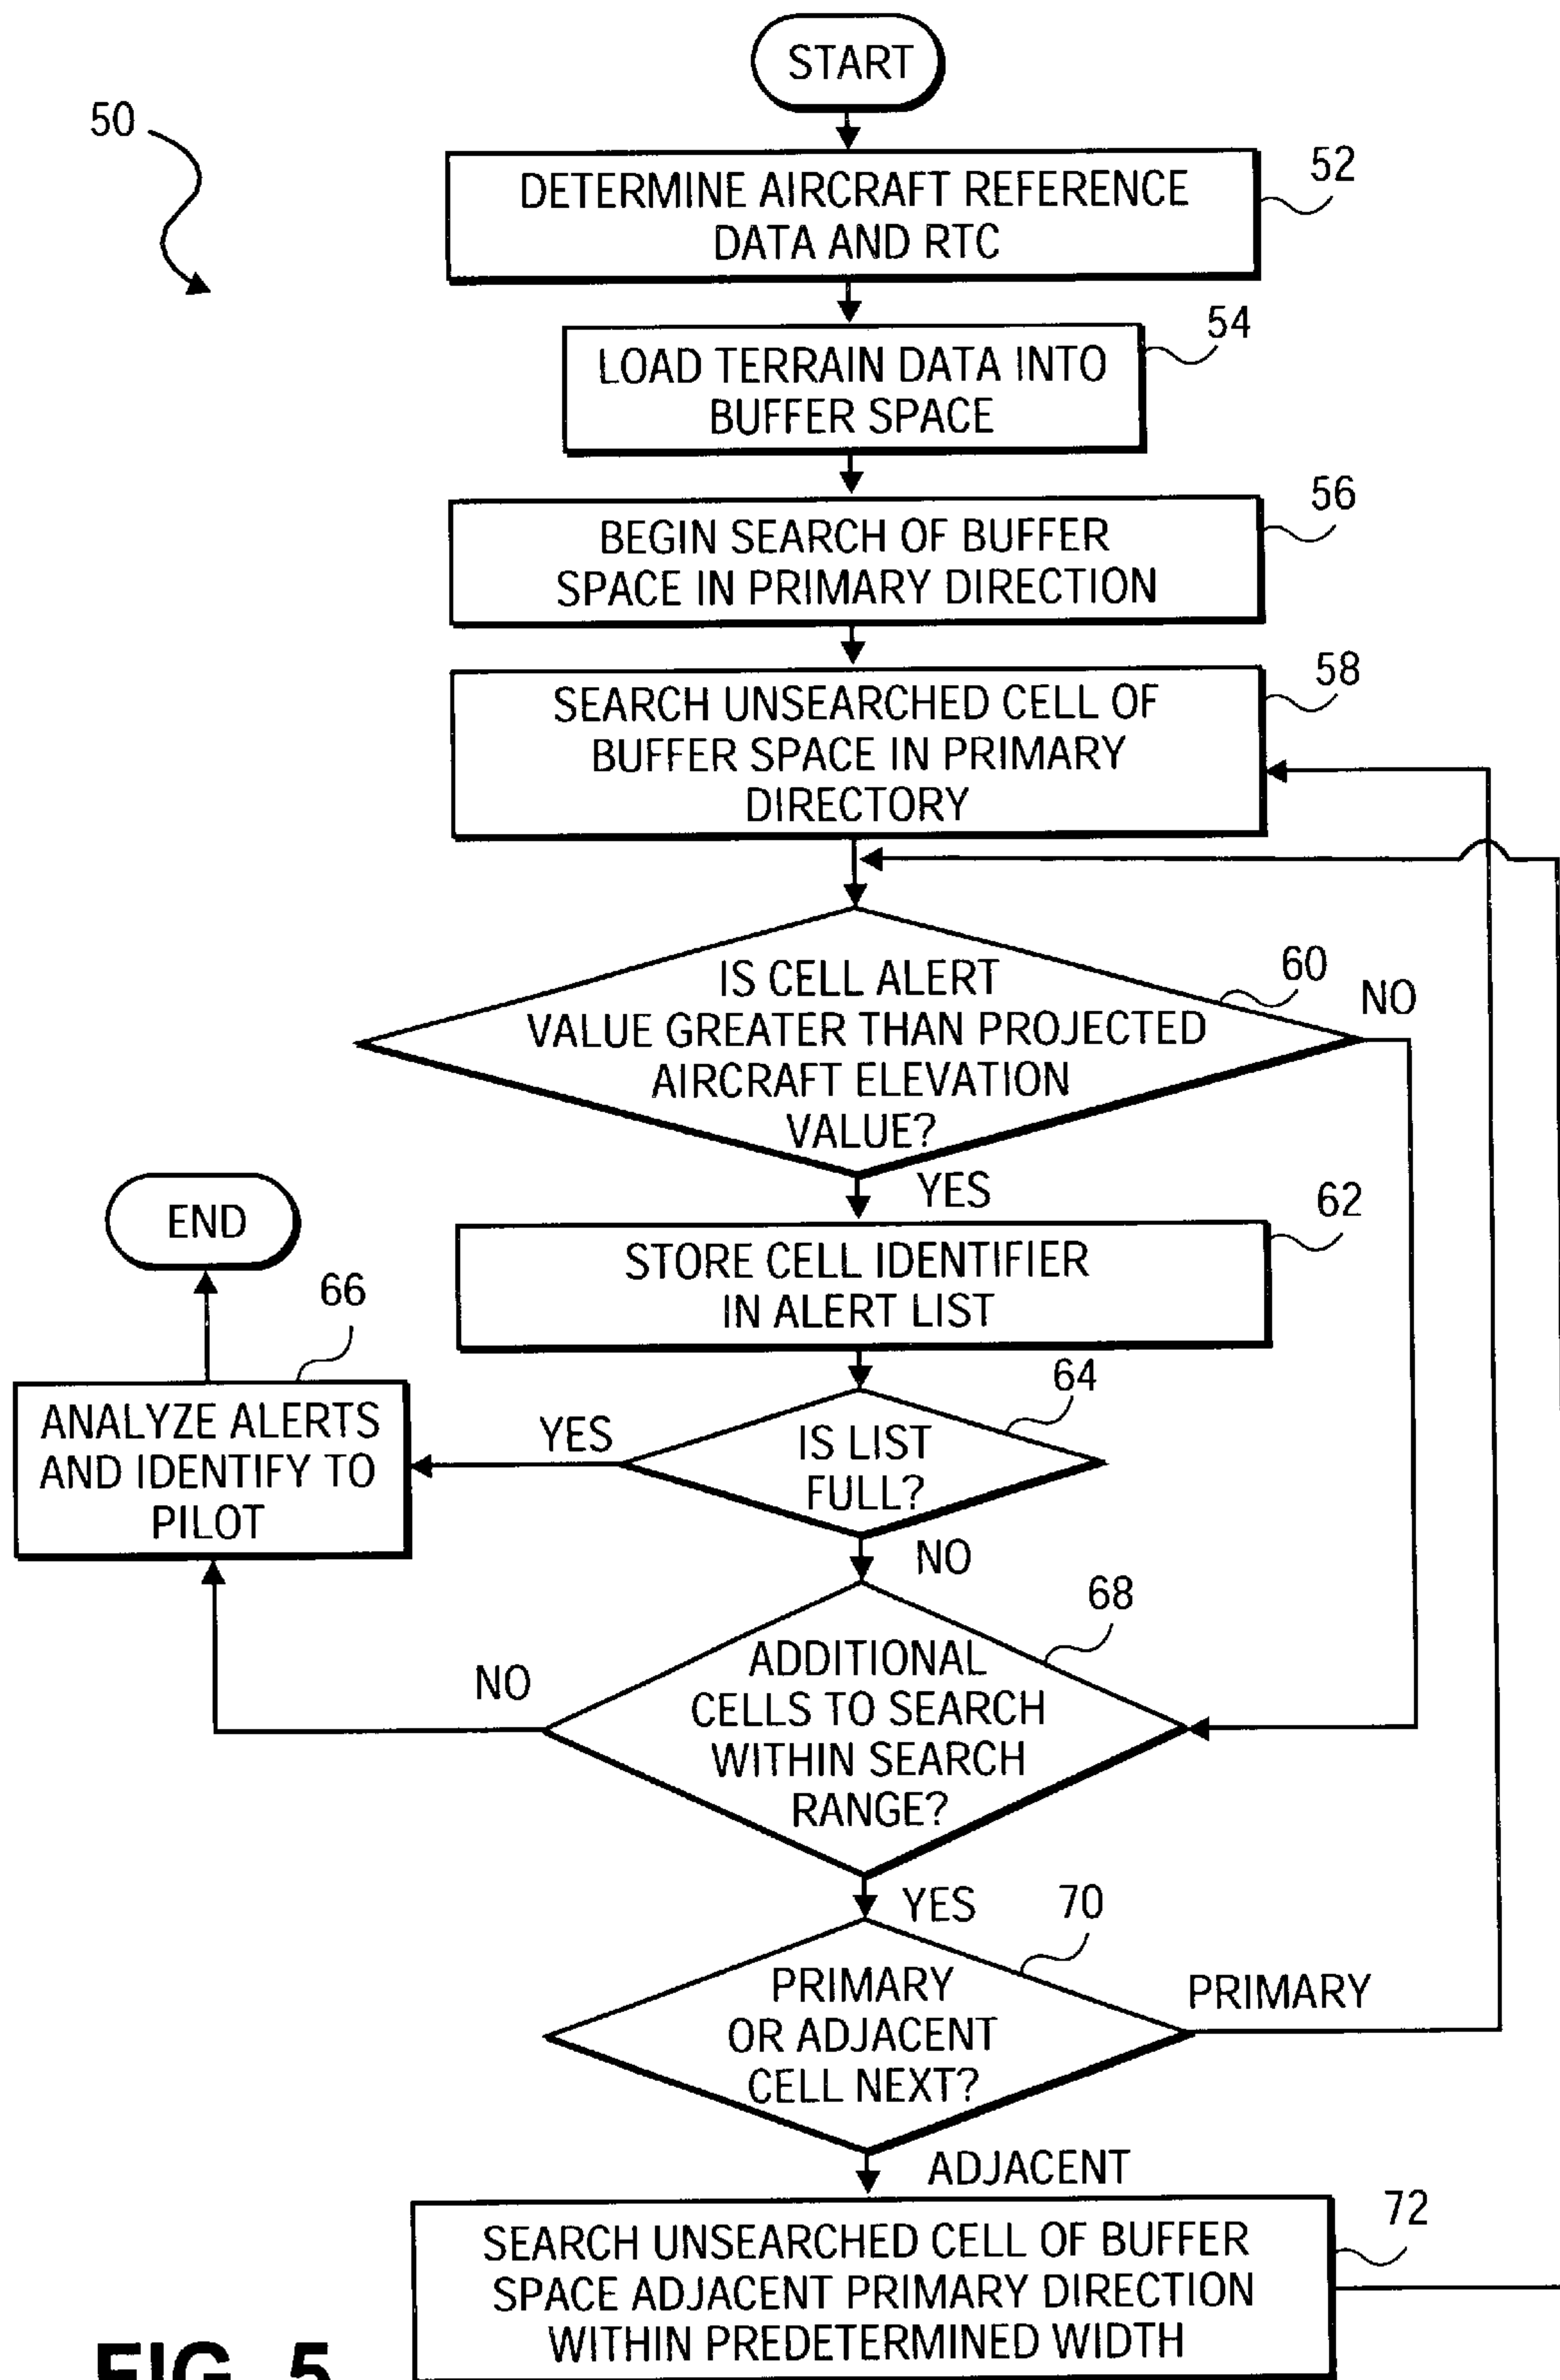 START
50
52
DETERMINE AIRCRAFT REFERENCE
DATA AND RTC
54
LOAD TERRAIN DATA INTO
BUFFER SPACE
56
BEGIN SEARCH OF BUFFER
SPACE IN PRIMARY DIRECTION
58
SEARCH UNSEARCHED CELL OF
BUFFER SPACE IN PRIMARY
DIRECTORY
60
NO
IS CELL ALERT
VALUE GREATER THAN PROJECTED
AIRCRAFT ELEVATION
VALUE?
YES
END
62
STORE CELL IDENTIFIER
IN ALERT LIST
66
64
ANALYZE ALERTS
AND IDENTIFY TO
PILOT
YES
IS LIST
FULL?
NO
68
NO
ADDITIONAL
CELLS TO SEARCH
WITHIN SEARCH
RANGE?
YES
70
PRIMARY
PRIMARY
OR ADJACENT
CELL NEXT?
ADJACENT
72
SEARCH UNSEARCHED CELL OF BUFFER
SPACE ADJACENT PRIMARY DIRECTION
WITHIN PREDETERMINED WIDTH
FIG. 5